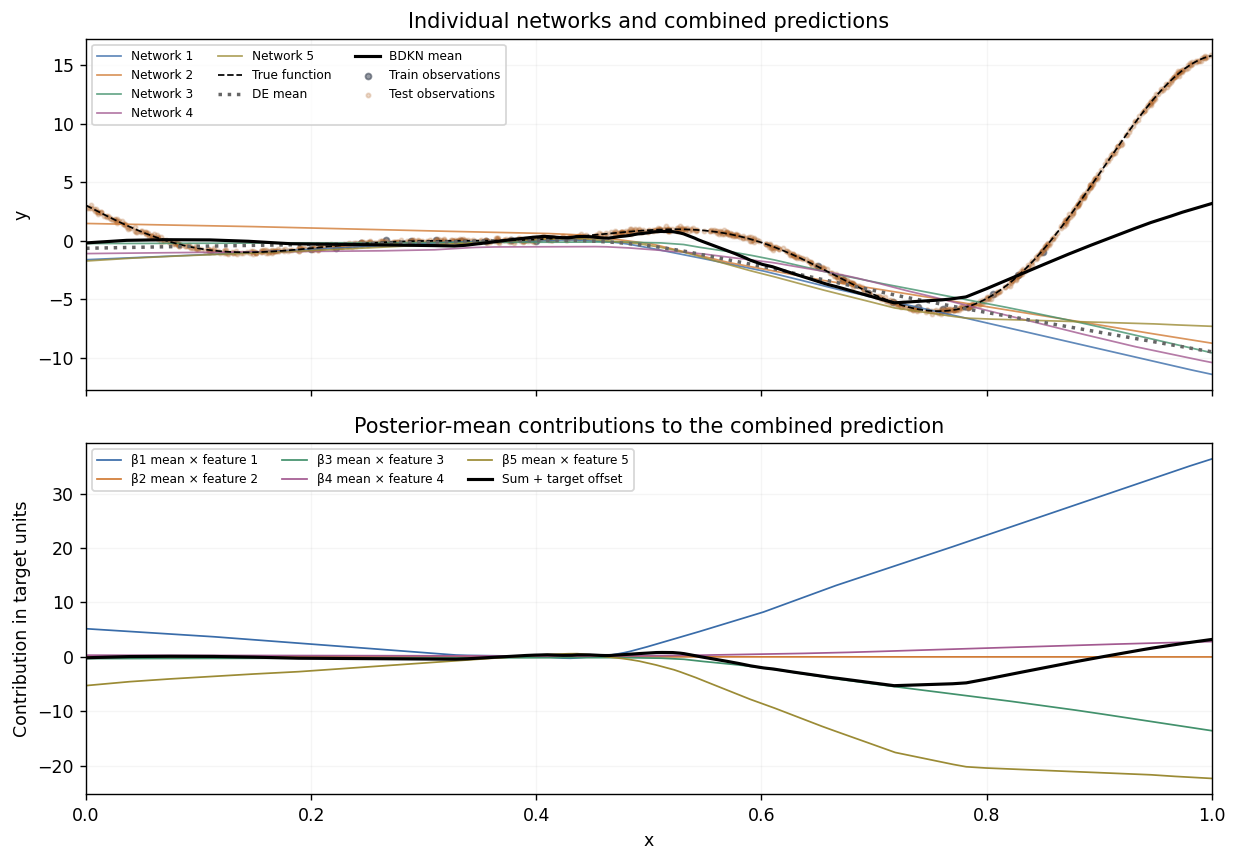 Individual networks and combined predictions
Network 1
Network 2
Network 3
Network 4
Network 5
True function
DE mean
BDKN mean
Train observations
Test observations
15
10
5
0
−5
−10
y
Posterior-mean contributions to the combined prediction
β1 mean × feature 1
β2 mean × feature 2
β3 mean × feature 3
β4 mean × feature 4
β5 mean × feature 5
Sum + target offset
30
20
10
0
−10
−20
Contribution in target units
0.0 0.2 0.4 0.6 0.8 1.0
x